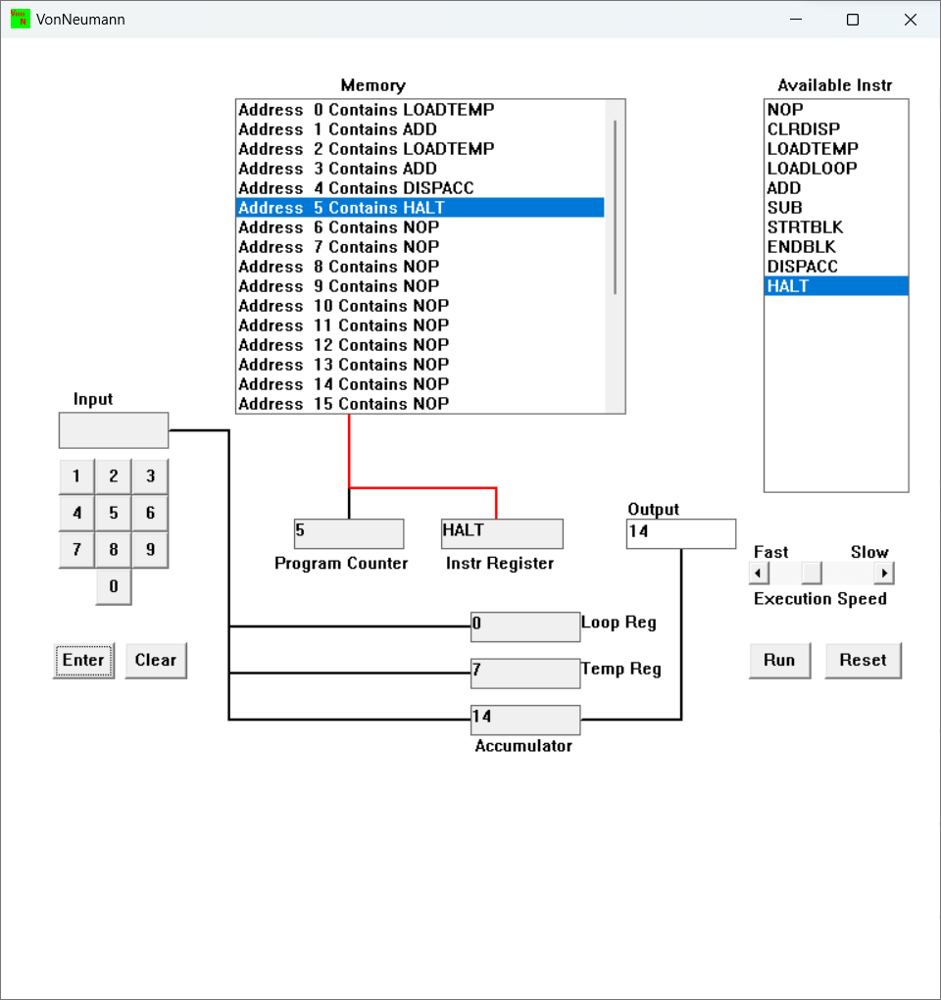 VonNeumann
Memory
Address 0 Contains LOADTEMP
Address 1 Contains ADD
Address 2 Contains LOADTEMP
Address 3 Contains ADD
Address 4 Contains DISPACC
Address 5 Contains HALT
Address 6 Contains NOP
Address 7 Contains NOP
Address 8 Contains NOP
Address 9 Contains NOP
Address 10 Contains NOP
Address 11 Contains NOP
Address 12 Contains NOP
Address 13 Contains NOP
Address 14 Contains NOP
Address 15 Contains NOP
Available Instr
NOP
CLRDISP
LOADTEMP
LOADLOOP
ADD
SUB
STRTBLK
ENDBLK
DISPACC
HALT
Input
1 2 3
4 5 6
7 8 9
0
Enter Clear
5
Program Counter
HALT
Instr Register
Output
14
Fast Slow
Execution Speed
Run Reset
0 Loop Reg
7 Temp Reg
14
Accumulator